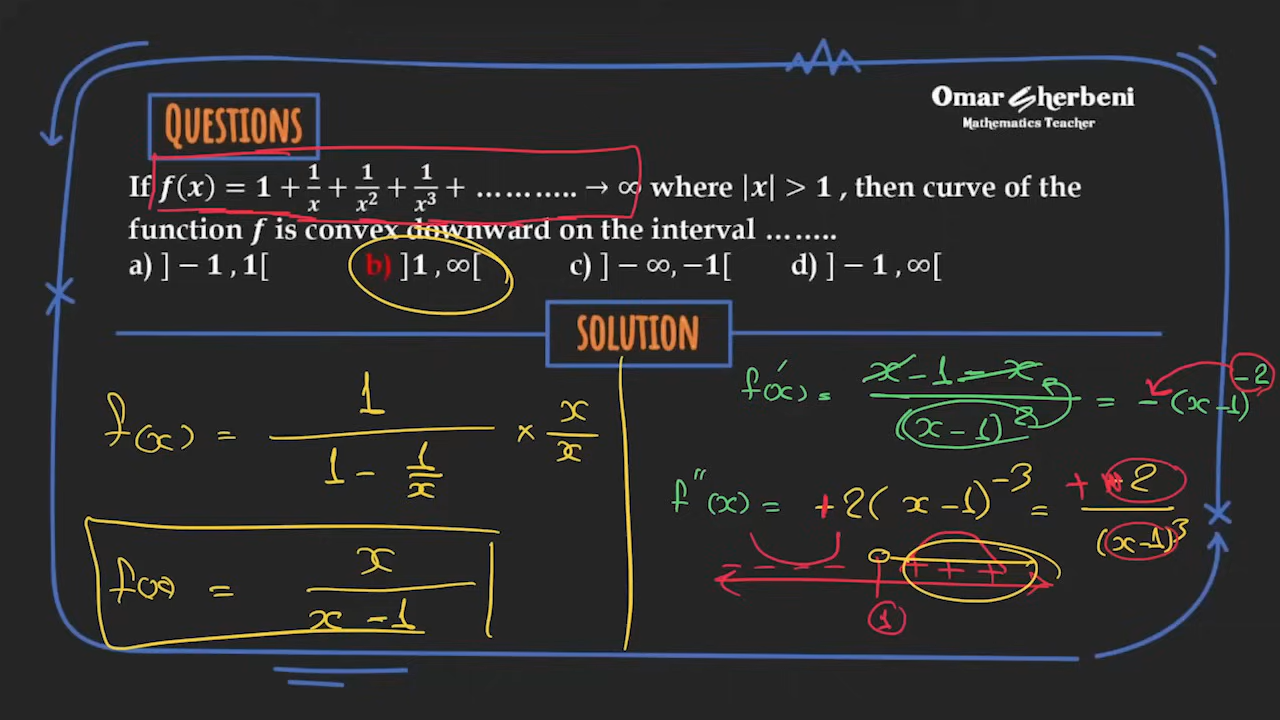 Omar Sherbeni
Mathematics Teacher
QUESTIONS
If f(x) = 1 + 1/x + 1/x² + 1/x³ + ……….. → ∞ where |x| > 1 , then curve of the
function f is convex downward on the interval ……..
a) ]−1 , 1[ b) ]1 , ∞[ c) ]−∞, −1[ d) ]−1 , ∞[
SOLUTION
f(x) = 1/(1 − 1/x) × x/x
f(x) = x/(x − 1)
f'(x) = (x − 1 − x)/(x − 1)² = −(x − 1)⁻²
f''(x) = +2(x − 1)⁻³ = + 2/(x − 1)³
− − − − − + + +
1